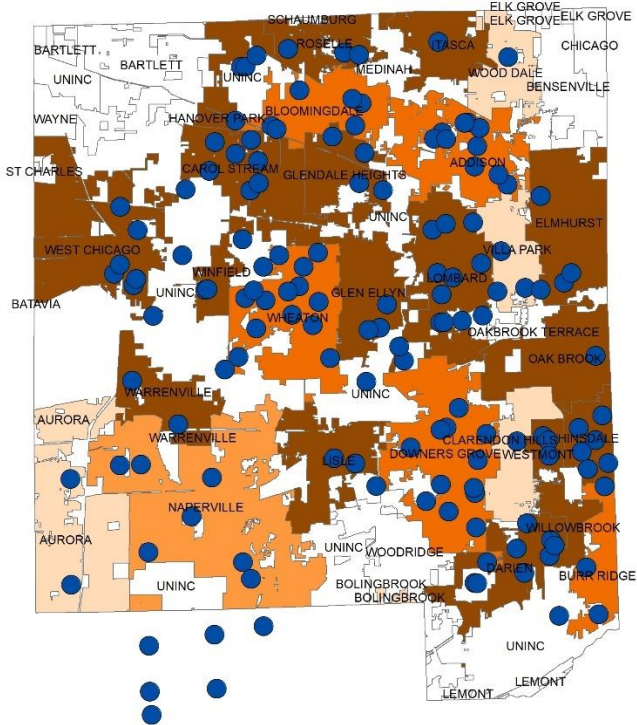 ELK GROVE
SCHAUMBURG
ELK GROVE
ELK GROVE
BARTLETT
ROSELLE
ITASCA
CHICAGO
BARTLETT
UNINC
UNINC
MEDINAH
WOOD DALE
BENSENVILLE
WAYNE
HANOVER PARK
BLOOMINGDALE
ADDISON
ST CHARLES
CAROL STREAM
GLENDALE HEIGHTS
UNINC
ELMHURST
WEST CHICAGO
VILLA PARK
WINFIELD
LOMBARD
UNINC
GLEN ELLYN
BATAVIA
WHEATON
OAKBROOK TERRACE
OAK BROOK
WARRENVILLE
UNINC
AURORA
WARRENVILLE
CLARENDON HILLS
HINSDALE
LISLE
DOWNERS GROVE
WESTMONT
NAPERVILLE
WILLOWBROOK
AURORA
UNINC
WOODRIDGE
DARIEN
BURR RIDGE
UNINC
BOLINGBROOK
BOLINGBROOK
UNINC
LEMONT
LEMONT